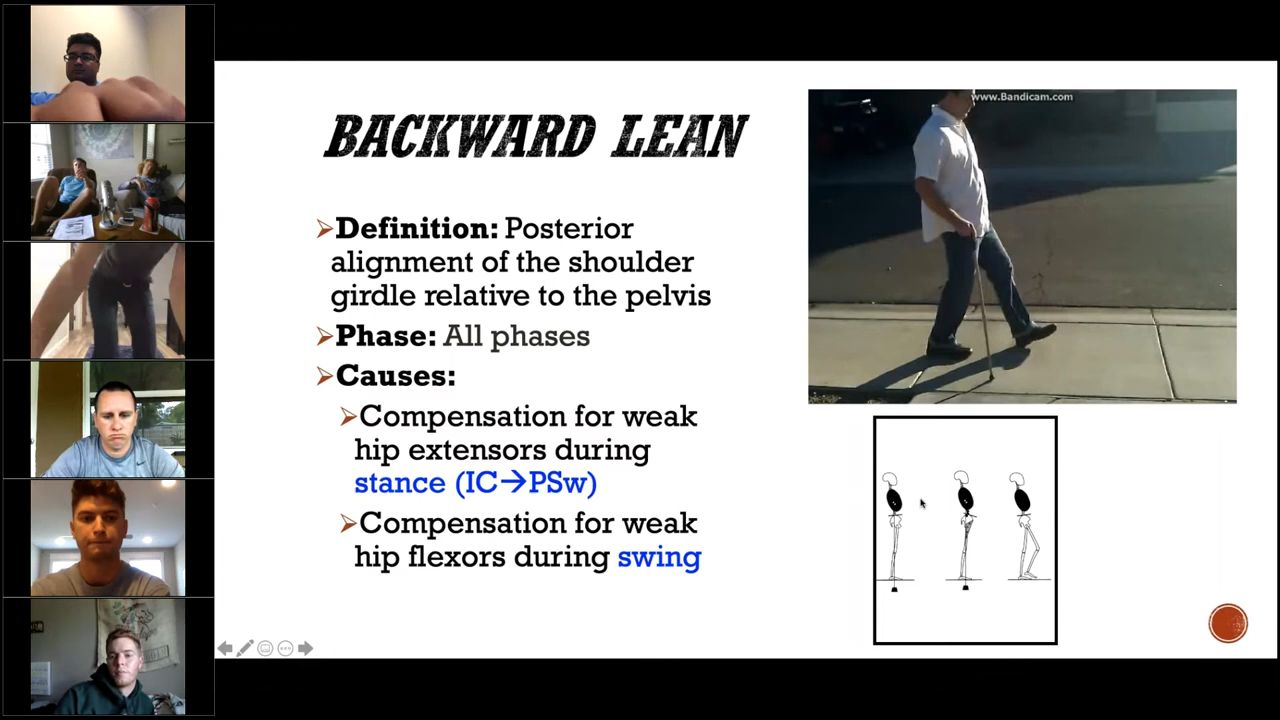 www.Bandicam.com
BACKWARD LEAN
Definition: Posterior
alignment of the shoulder
girdle relative to the pelvis
Phase: All phases
Causes:
Compensation for weak
hip extensors during
stance (IC→PSw)
Compensation for weak
hip flexors during swing